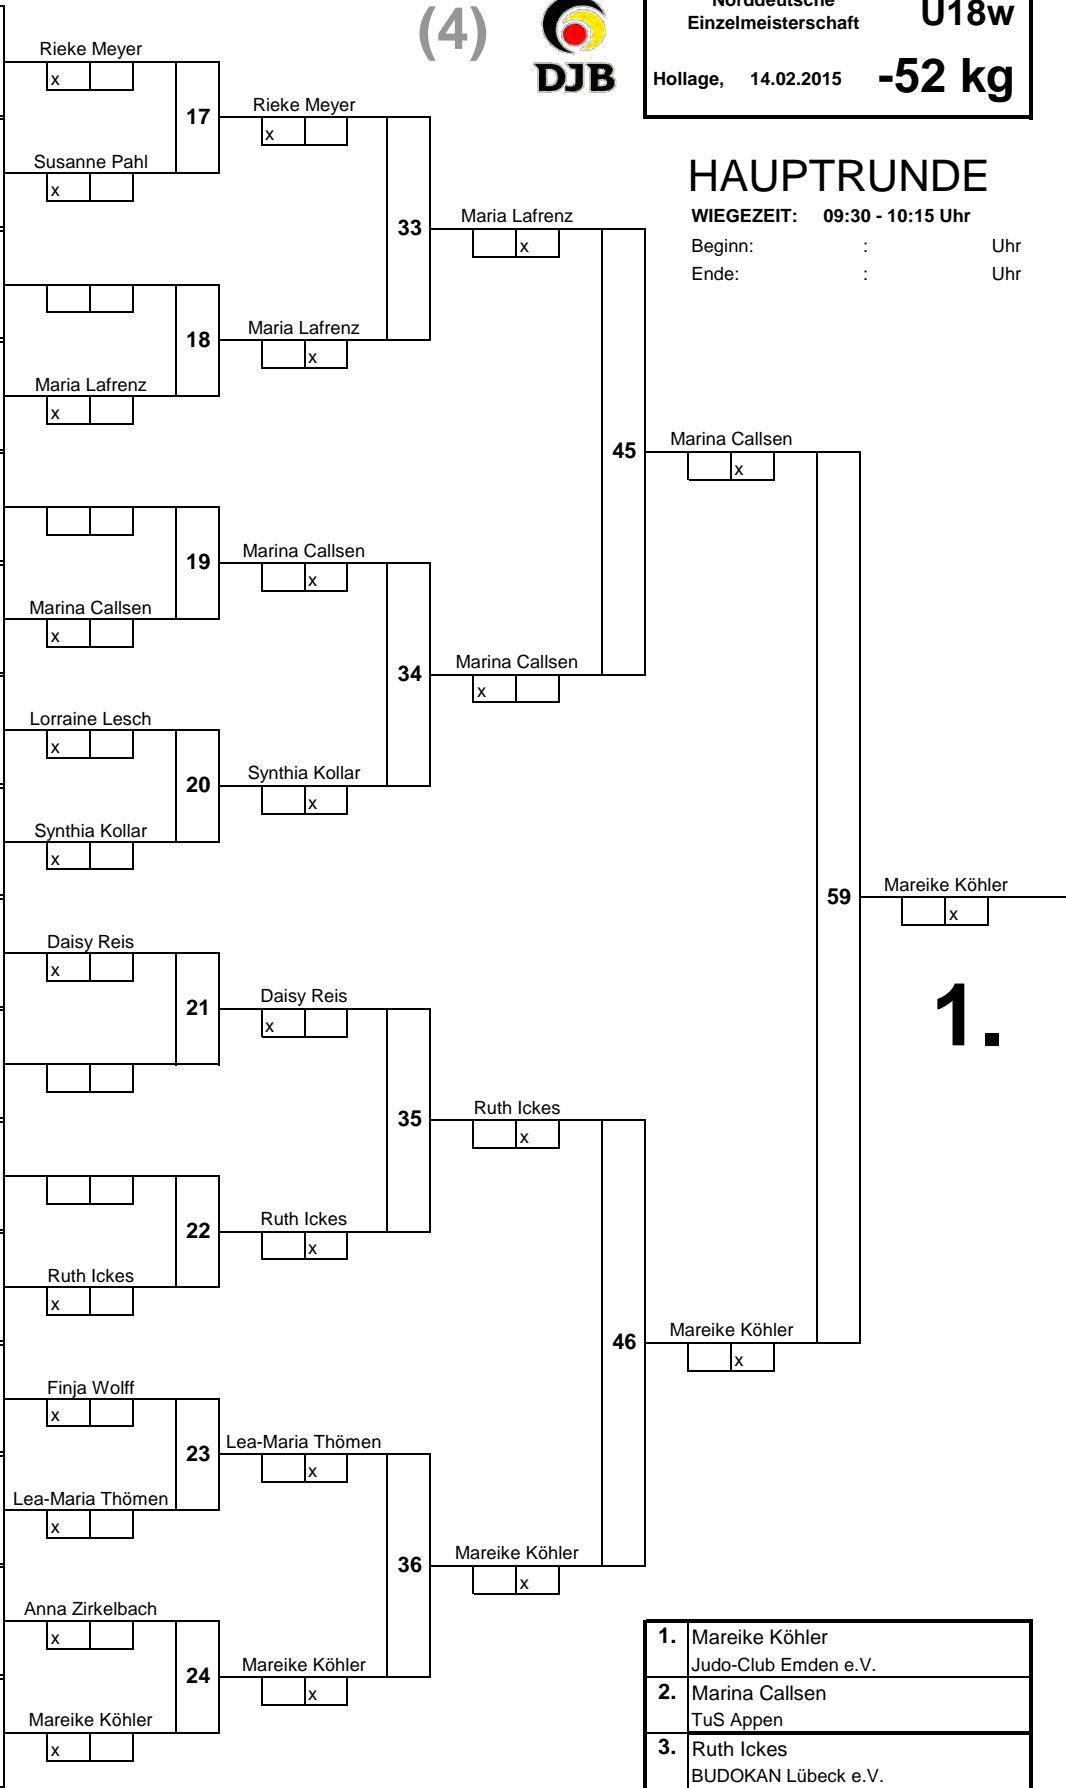 (4)
DJB
Norddeutsche
Einzelmeisterschaft
U18w
Hollage, 14.02.2015
-52 kg
HAUPTRUNDE
WIEGEZEIT: 09:30 - 10:15 Uhr
Beginn: : Uhr
Ende: : Uhr
Rieke Meyer
x
17
Susanne Pahl
x
18
Maria Lafrenz
x
19
Marina Callsen
x
Lorraine Lesch
x
20
Synthia Kollar
x
Daisy Reis
x
21
22
Ruth Ickes
x
Finja Wolff
x
23
Lea-Maria Thömen
x
Anna Zirkelbach
x
24
Mareike Köhler
x
Rieke Meyer
x
33
Maria Lafrenz
x
Marina Callsen
x
34
Synthia Kollar
x
Daisy Reis
x
35
Ruth Ickes
x
Lea-Maria Thömen
x
36
Mareike Köhler
x
Maria Lafrenz
x
45
Marina Callsen
x
Ruth Ickes
x
46
Mareike Köhler
x
Marina Callsen
x
59
Mareike Köhler
x
Mareike Köhler
x
1.
1. Mareike Köhler
Judo-Club Emden e.V.
2. Marina Callsen
TuS Appen
3. Ruth Ickes
BUDOKAN Lübeck e.V.